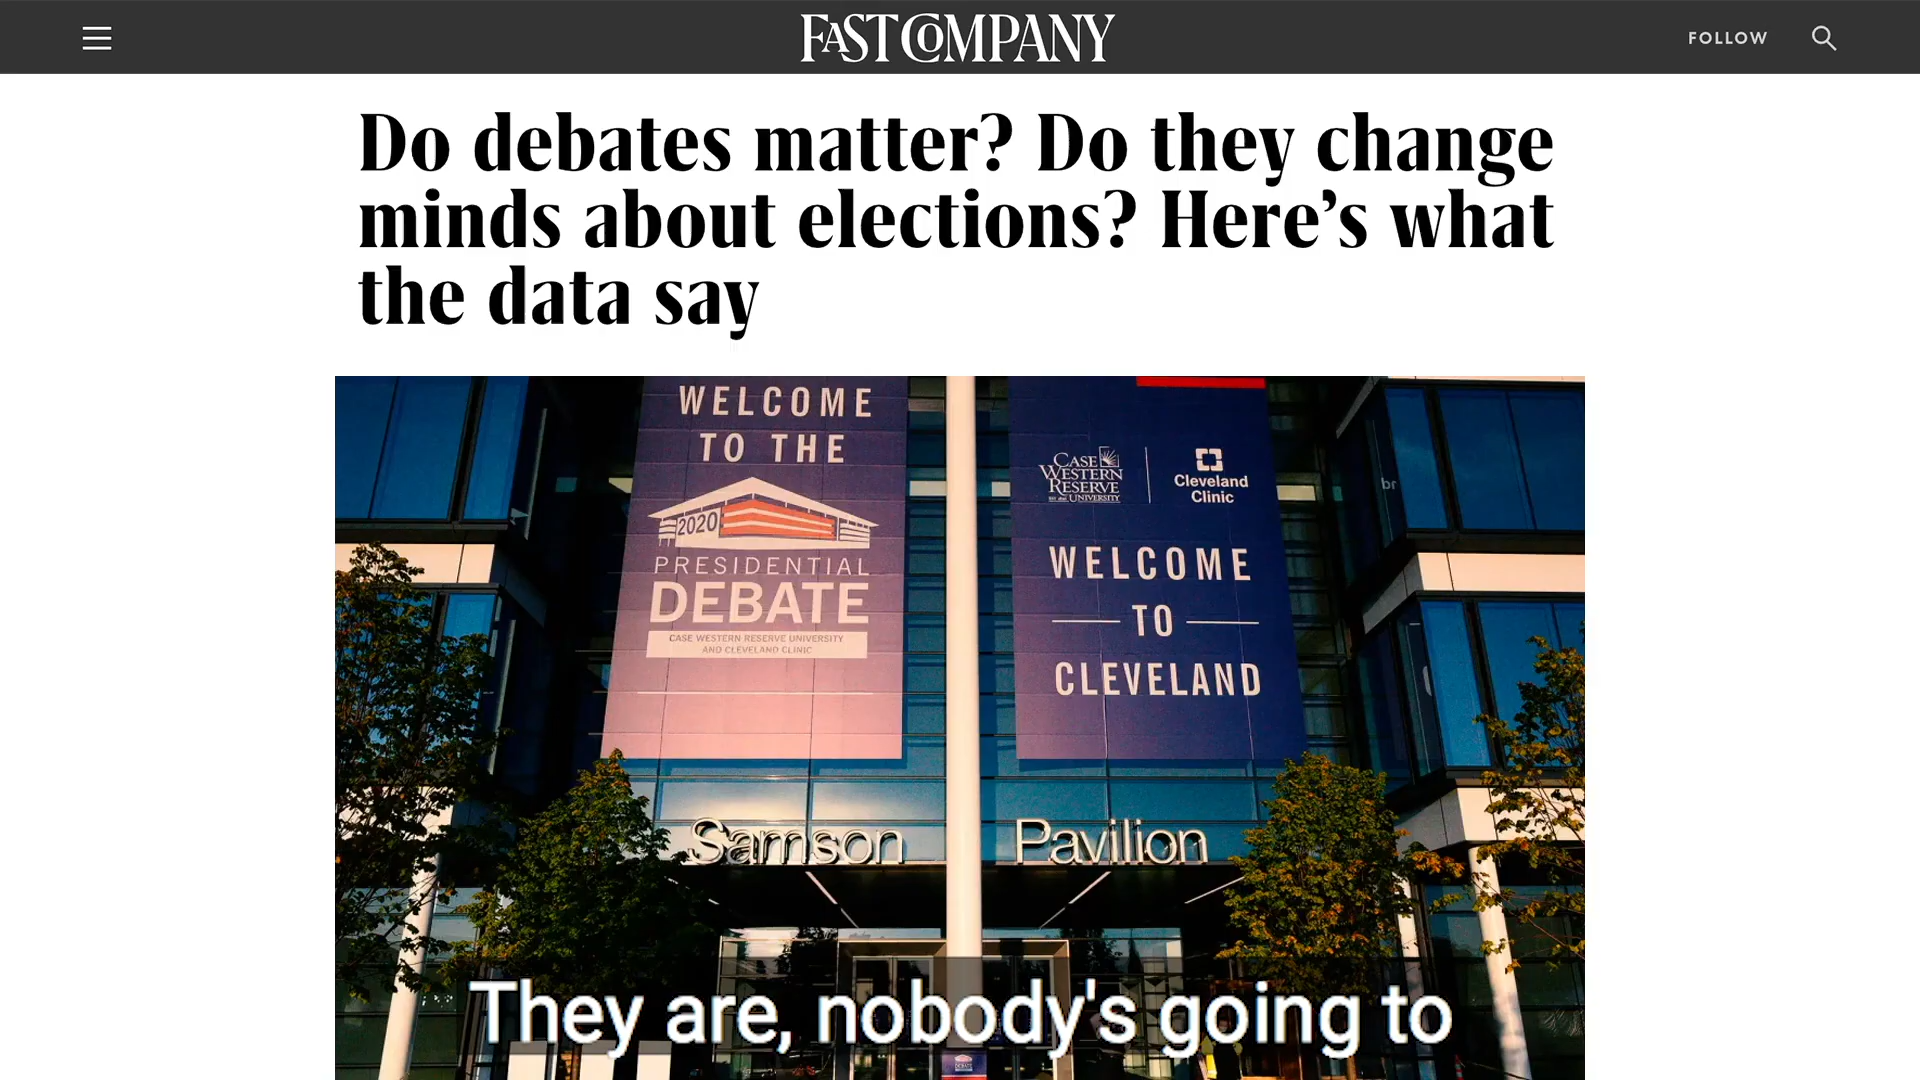 FAST COMPANY
FOLLOW
Do debates matter? Do they change
minds about elections? Here’s what
the data say
WELCOME
TO THE
2020
PRESIDENTIAL
DEBATE
CASE WESTERN RESERVE UNIVERSITY
AND CLEVELAND CLINIC
CASE
WESTERN
RESERVE
UNIVERSITY
Cleveland
Clinic
WELCOME
TO
CLEVELAND
br
Samson Pavilion
They are, nobody's going to